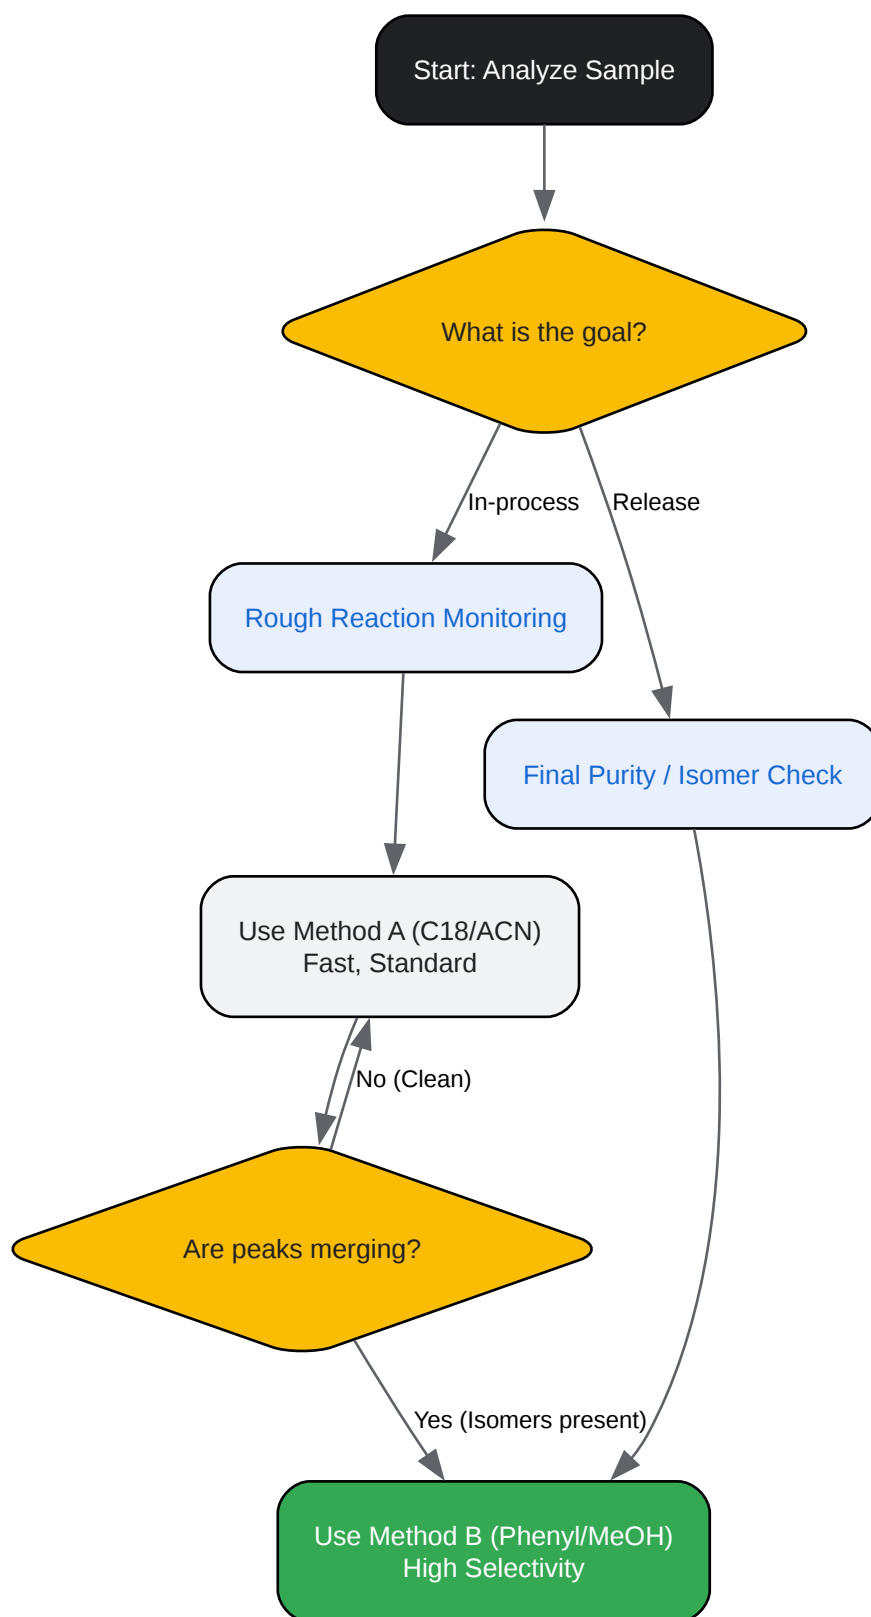 Start: Analyze Sample
What is the goal?
In-process
Release
Rough Reaction Monitoring
Final Purity / Isomer Check
Use Method A (C18/ACN)
Fast, Standard
No (Clean)
Are peaks merging?
Yes (Isomers present)
Use Method B (Phenyl/MeOH)
High Selectivity